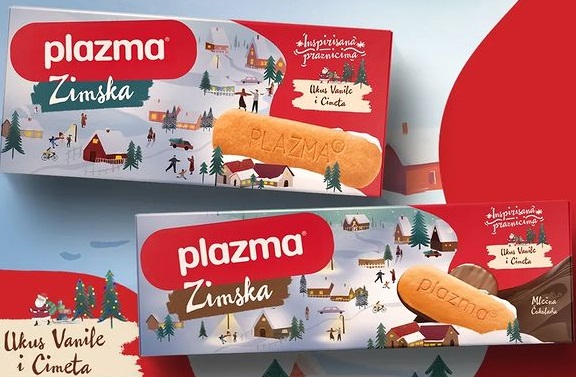 plazma®
Zimska
Inspirisana
praznicima
Ukus Vanile
i Cimeta
PLAZMA®
plazma®
Zimska
Inspirisana
praznicima
Ukus Vanile
i Cimeta
plazma®
Mlečna
Čokolada
Ukus Vanile
i Cimeta